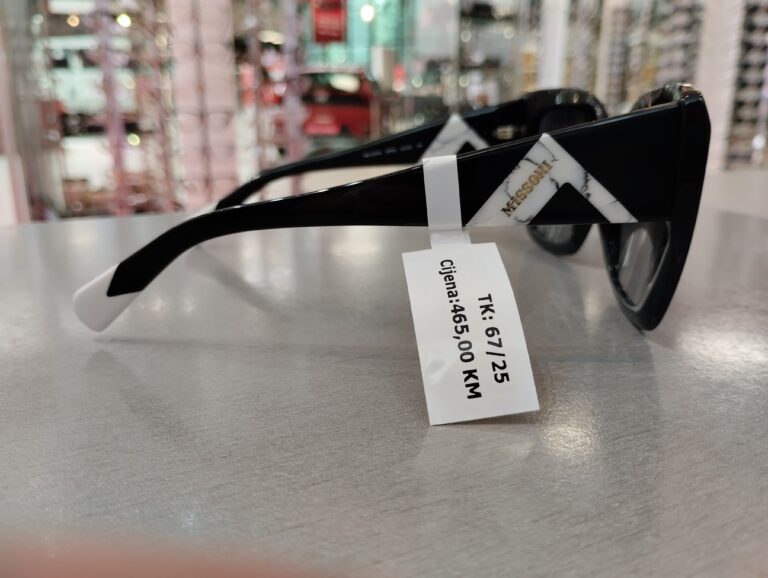 MISSONI
TK: 67/25
Cijena:465,00 KM